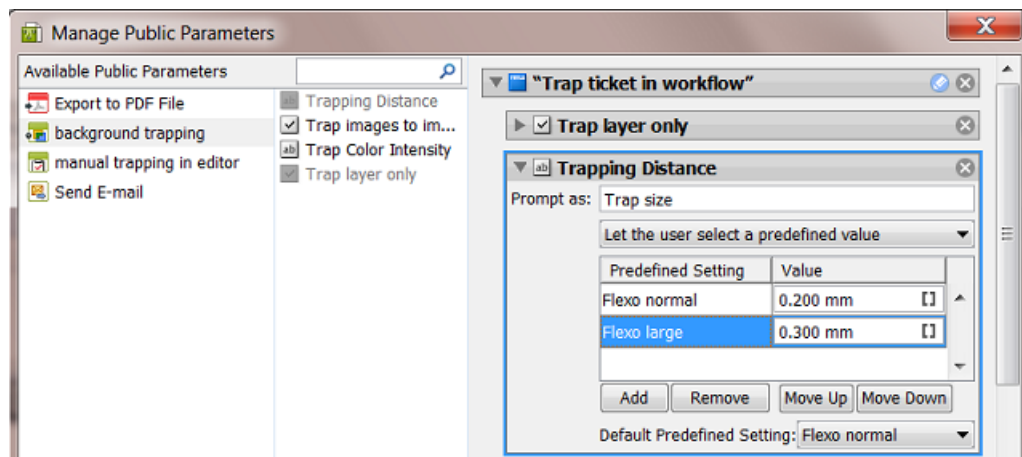 Manage Public Parameters
Available Public Parameters
Export to PDF File
background trapping
manual trapping in editor
Send E-mail
ab Trapping Distance
Trap images to im...
ab Trap Color Intensity
Trap layer only
"Trap ticket in workflow"
Trap layer only
ab Trapping Distance
Prompt as: Trap size
Let the user select a predefined value
Predefined Setting Value
Flexo normal 0.200 mm []
Flexo large 0.300 mm []
Add Remove Move Up Move Down
Default Predefined Setting: Flexo normal